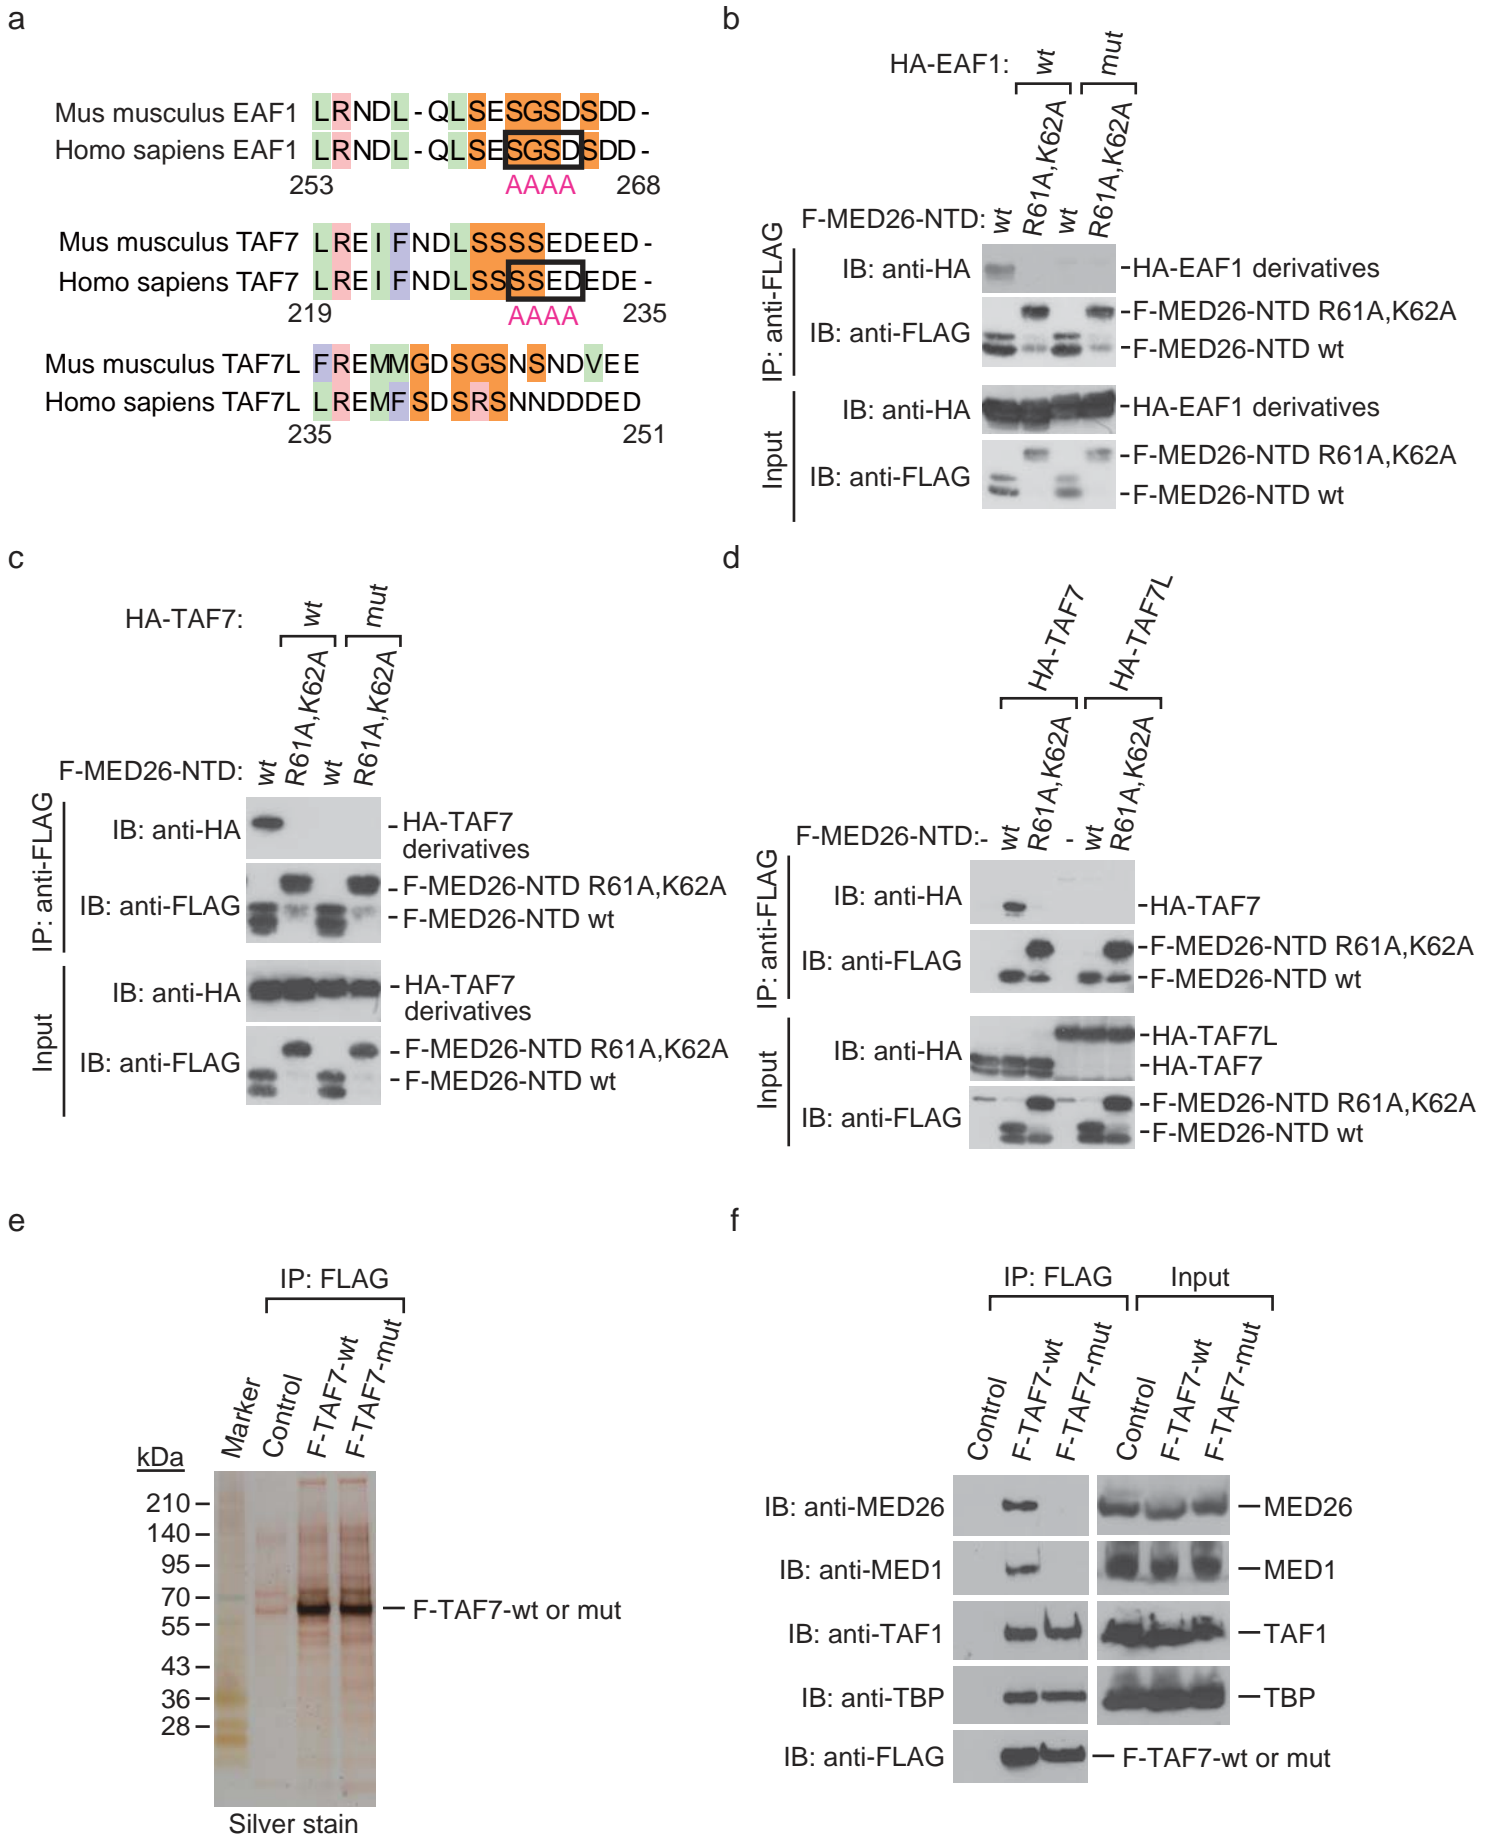 a
Mus musculus EAF1 LRNDL-QLSESGSDSDD-
Homo sapiens EAF1 LRNDL-QLSESGSDSDD-
253 AAAA 268
Mus musculus TAF7 LREIFNDLSSSSEDEED-
Homo sapiens TAF7 LREIFNDLSSSSEDEDE-
219 AAAA 235
Mus musculus TAF7L FREMMGDSGSNSNDVEE
Homo sapiens TAF7L LREMFSDSRSNNDDDED
235 251
b
HA-EAF1: wt mut
F-MED26-NTD: wt R61A,K62A wt R61A,K62A
IP: anti-FLAG
IB: anti-HA -HA-EAF1 derivatives
IB: anti-FLAG -F-MED26-NTD R61A,K62A
-F-MED26-NTD wt
Input
IB: anti-HA -HA-EAF1 derivatives
IB: anti-FLAG -F-MED26-NTD R61A,K62A
-F-MED26-NTD wt
c
HA-TAF7: wt mut
F-MED26-NTD: wt R61A,K62A wt R61A,K62A
IP: anti-FLAG
IB: anti-HA -HA-TAF7
derivatives
IB: anti-FLAG -F-MED26-NTD R61A,K62A
-F-MED26-NTD wt
Input
IB: anti-HA -HA-TAF7
derivatives
IB: anti-FLAG -F-MED26-NTD R61A,K62A
-F-MED26-NTD wt
d
HA-TAF7 HA-TAF7L
F-MED26-NTD: - wt R61A,K62A - wt R61A,K62A
IP: anti-FLAG
IB: anti-HA -HA-TAF7
IB: anti-FLAG -F-MED26-NTD R61A,K62A
-F-MED26-NTD wt
Input
IB: anti-HA -HA-TAF7L
-HA-TAF7
IB: anti-FLAG -F-MED26-NTD R61A,K62A
-F-MED26-NTD wt
e
IP: FLAG
Marker Control F-TAF7-wt F-TAF7-mut
kDa
210
140
95
70
55
43
36
28
F-TAF7-wt or mut
Silver stain
f
IP: FLAG Input
Control F-TAF7-wt F-TAF7-mut Control F-TAF7-wt F-TAF7-mut
IB: anti-MED26 MED26
IB: anti-MED1 MED1
IB: anti-TAF1 TAF1
IB: anti-TBP TBP
IB: anti-FLAG F-TAF7-wt or mut